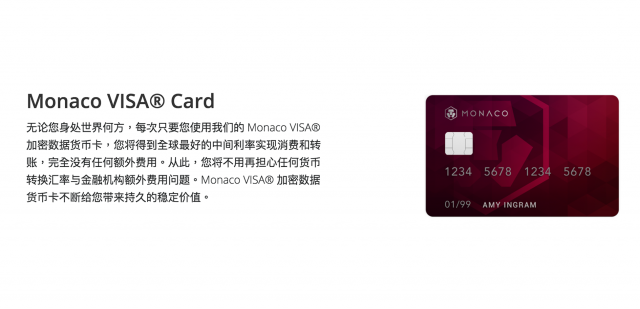 Monaco VISA® Card
无论您身处世界何方，每次只要您使用我们的 Monaco VISA®
加密数据货币卡，您将得到全球最好的中间利率实现消费和转
账，完全没有任何额外费用。从此，您将不用再担心任何货币
转换汇率与金融机构额外费用问题。Monaco VISA® 加密数据
货币卡不断给您带来持久的稳定价值。
MONACO
1234 5678 1234 5678
01/99 AMY INGRAM